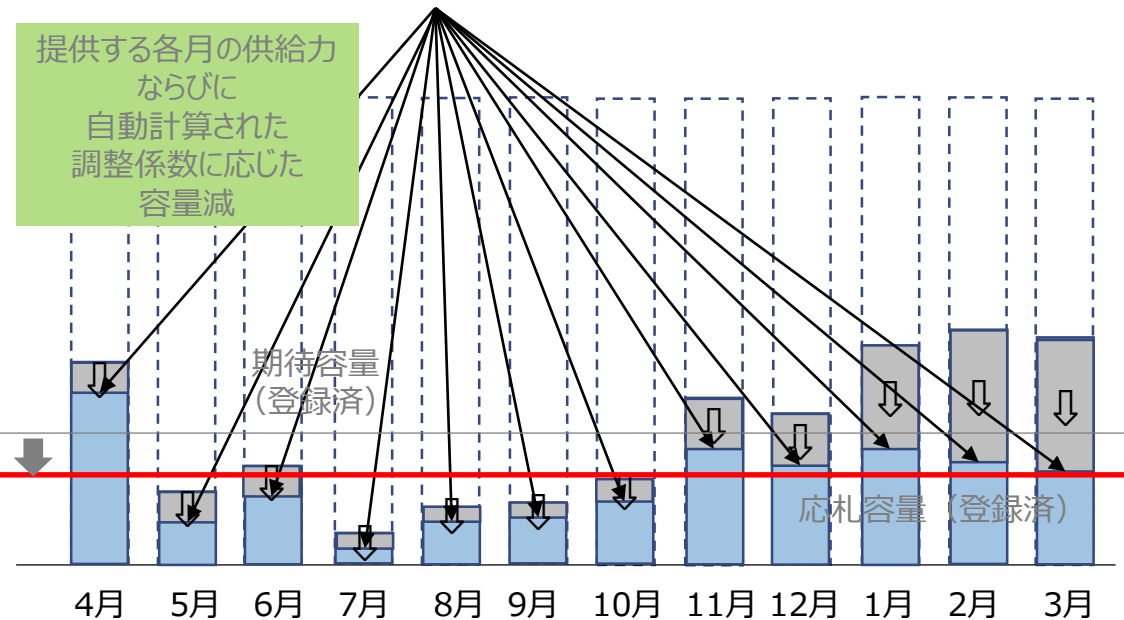 提供する各月の供給力
ならびに
自動計算された
調整係数に応じた
容量減
期待容量
（登録済）
応札容量（登録済）
4月 5月 6月 7月 8月 9月 10月 11月 12月 1月 2月 3月